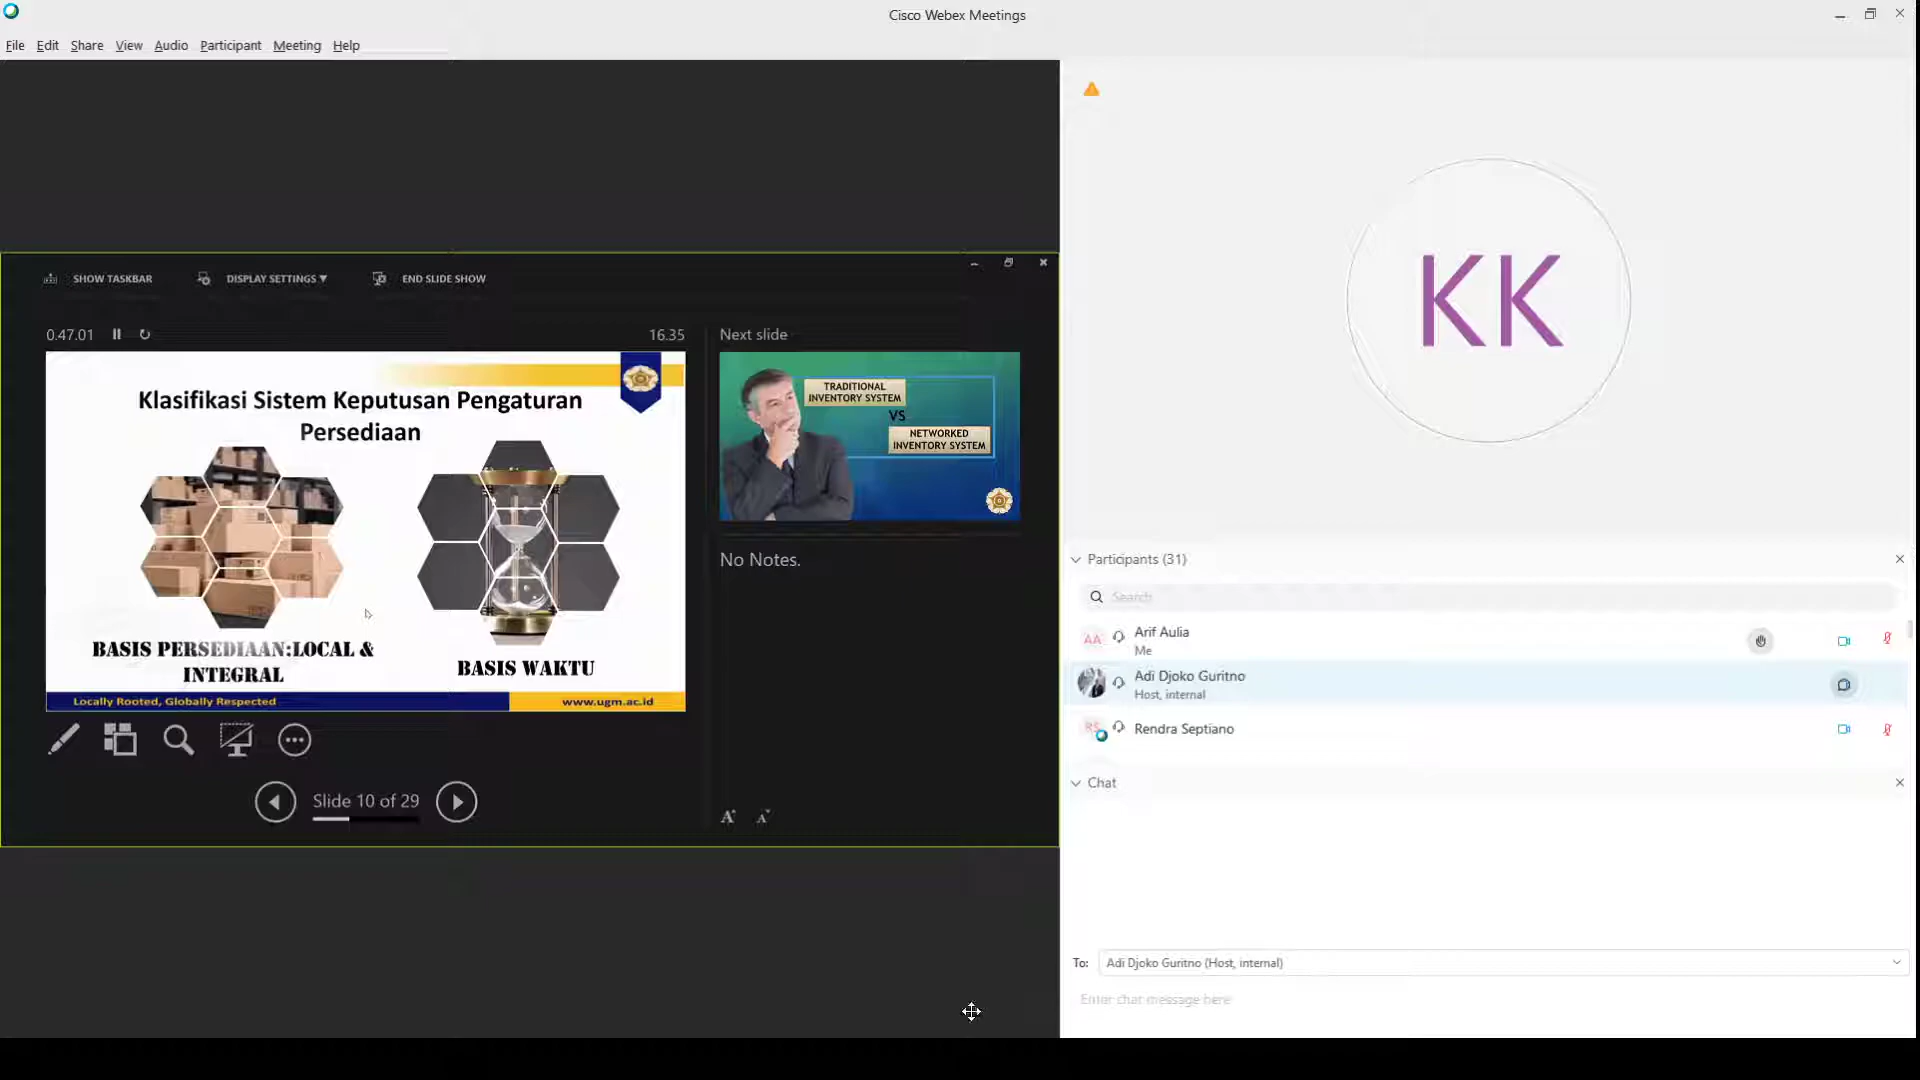 Cisco Webex Meetings
File Edit Share View Audio Participant Meeting Help
SHOW TASKBAR DISPLAY SETTINGS ▼ END SLIDE SHOW
0.47.01 16.35
Klasifikasi Sistem Keputusan Pengaturan
Persediaan
BASIS PERSEDIAAN:LOCAL &
INTEGRAL
BASIS WAKTU
Locally Rooted, Globally Respected
www.ugm.ac.id
Slide 10 of 29
Next slide
TRADITIONAL
INVENTORY SYSTEM
VS
NETWORKED
INVENTORY SYSTEM
No Notes.
A A
KK
Participants (31)
Search
AA
Arif Aulia
Me
Adi Djoko Guritno
Host, internal
RS
Rendra Septiano
Chat
To: Adi Djoko Guritno (Host, internal)
Enter chat message here